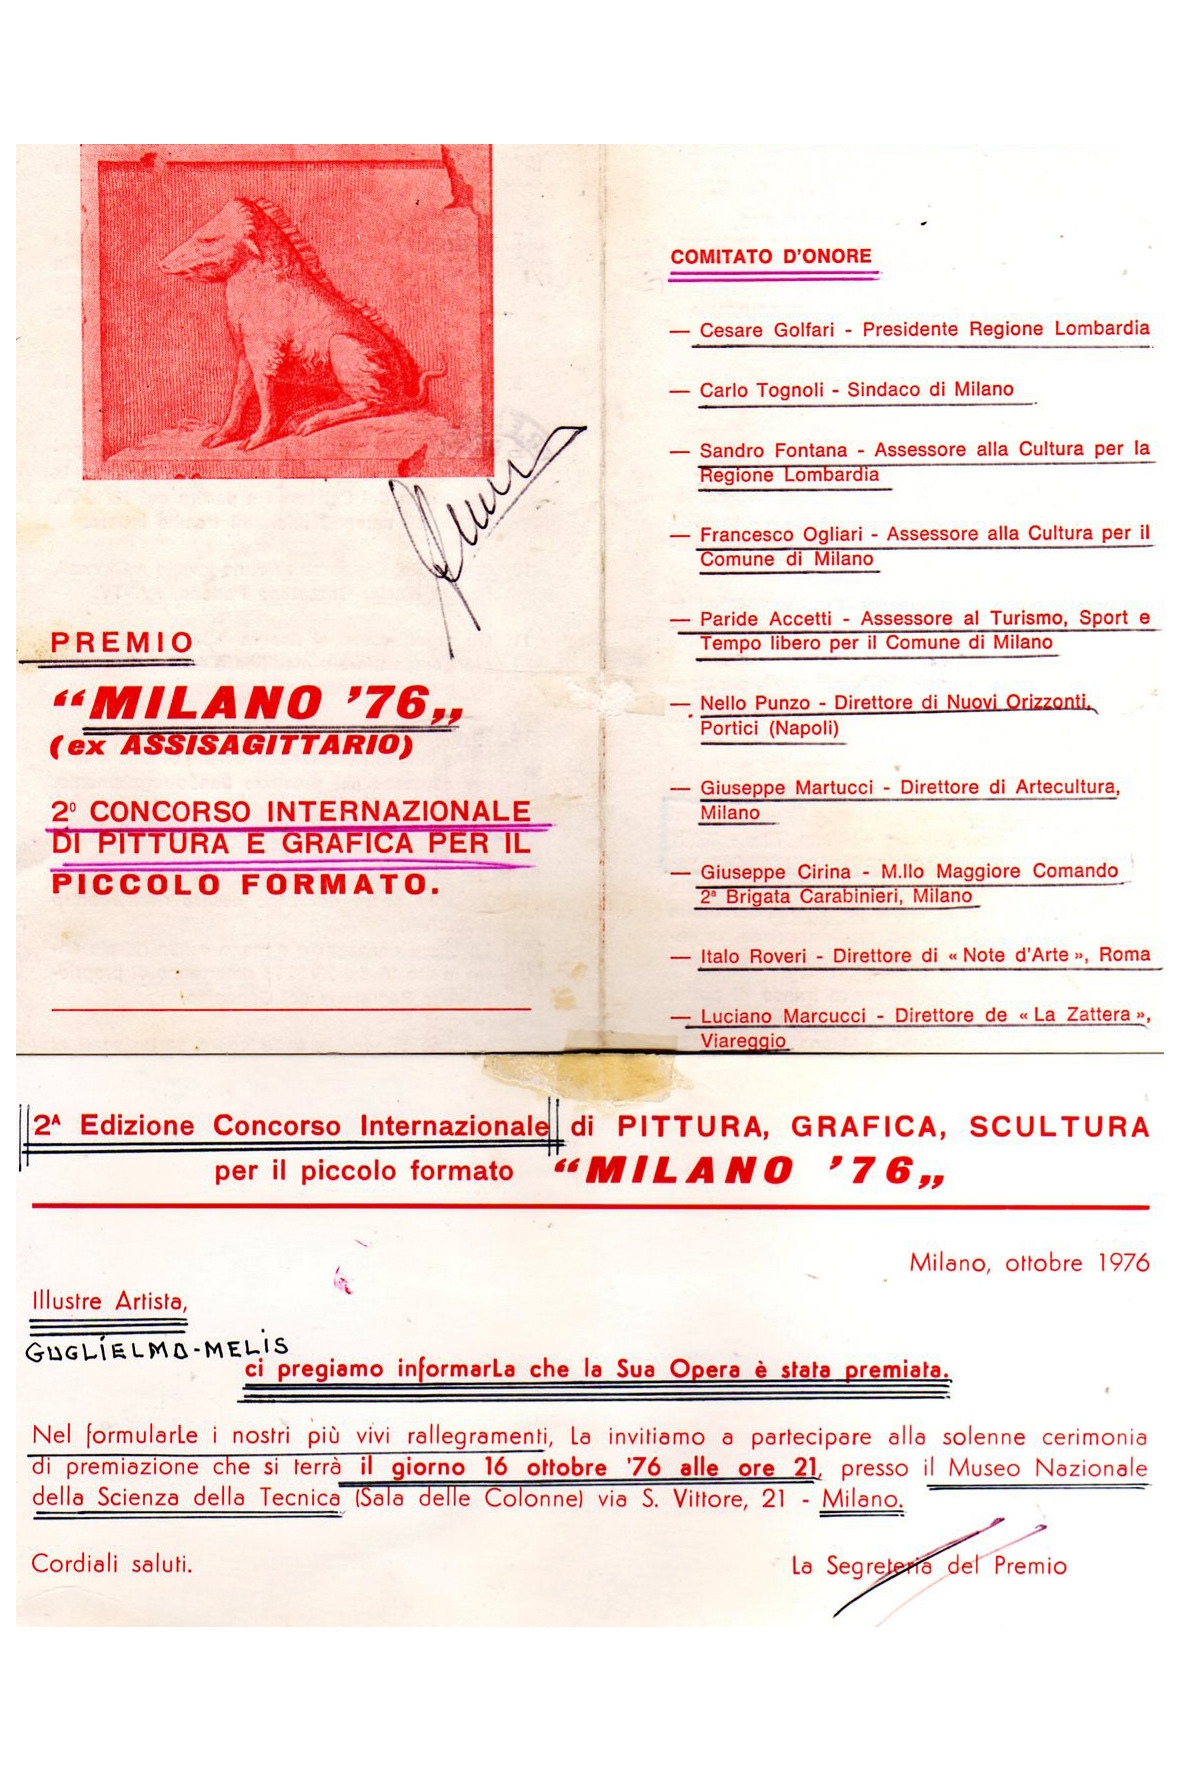 PREMIO
“MILANO '76„
(ex ASSISAGITTARIO)
2º CONCORSO INTERNAZIONALE
DI PITTURA E GRAFICA PER IL
PICCOLO FORMATO.
COMITATO D'ONORE
— Cesare Golfari - Presidente Regione Lombardia
— Carlo Tognoli - Sindaco di Milano
— Sandro Fontana - Assessore alla Cultura per la
Regione Lombardia
— Francesco Ogliari - Assessore alla Cultura per il
Comune di Milano
— Paride Accetti - Assessore al Turismo, Sport e
Tempo libero per il Comune di Milano
— Nello Punzo - Direttore di Nuovi Orizzonti,
Portici (Napoli)
— Giuseppe Martucci - Direttore di Artecultura,
Milano
— Giuseppe Cirina - M.llo Maggiore Comando
2ª Brigata Carabinieri, Milano
— Italo Roveri - Direttore di « Note d'Arte », Roma
— Luciano Marcucci - Direttore de « La Zattera »,
Viareggio
2ᴬ Edizione Concorso Internazionale di PITTURA, GRAFICA, SCULTURA
per il piccolo formato “MILANO '76„
Milano, ottobre 1976
Illustre Artista,
GUGLIELMO-MELIS
ci pregiamo informarLa che la Sua Opera è stata premiata.
Nel formularLe i nostri più vivi rallegramenti, La invitiamo a partecipare alla solenne cerimonia
di premiazione che si terrà il giorno 16 ottobre '76 alle ore 21, presso il Museo Nazionale
della Scienza della Tecnica (Sala delle Colonne) via S. Vittore, 21 - Milano.
Cordiali saluti.
La Segreteria del Premio